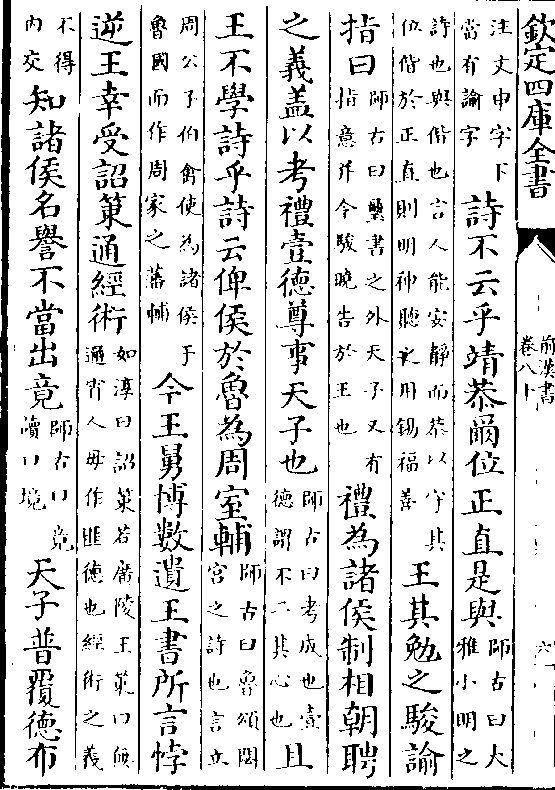 欽定四庫全書
前漢書
卷八十
六
注文申字下
當有諭字
詩不云乎靖恭爾位正直是與
師古曰大
雅小明之
詩也與偕也言人能安靜而恭以守其
位偕於正直則明神聽之用錫福善
王其勉之駿諭
指曰
師古曰璽書之外天子又有
指意并令駿曉告於王也
禮為諸侯制相朝聘
之義盖以考禮壹德尊事天子也
師古曰考成也壹
德謂不二其心也
且
王不學詩乎詩云俾侯於魯為周室輔
師古曰魯頌閟
宫之詩也言立
周公子伯禽使為諸侯于
魯國而作周家之藩輔
今王舅博數遺王書所言悖
逆王幸受詔策通經術
如淳曰詔策若廣陵王策曰無
邇宵人毋作匪德也經術之義
不得
内交
知諸侯名譽不當出竟
師古曰竟
讀曰境
天子普覆德布